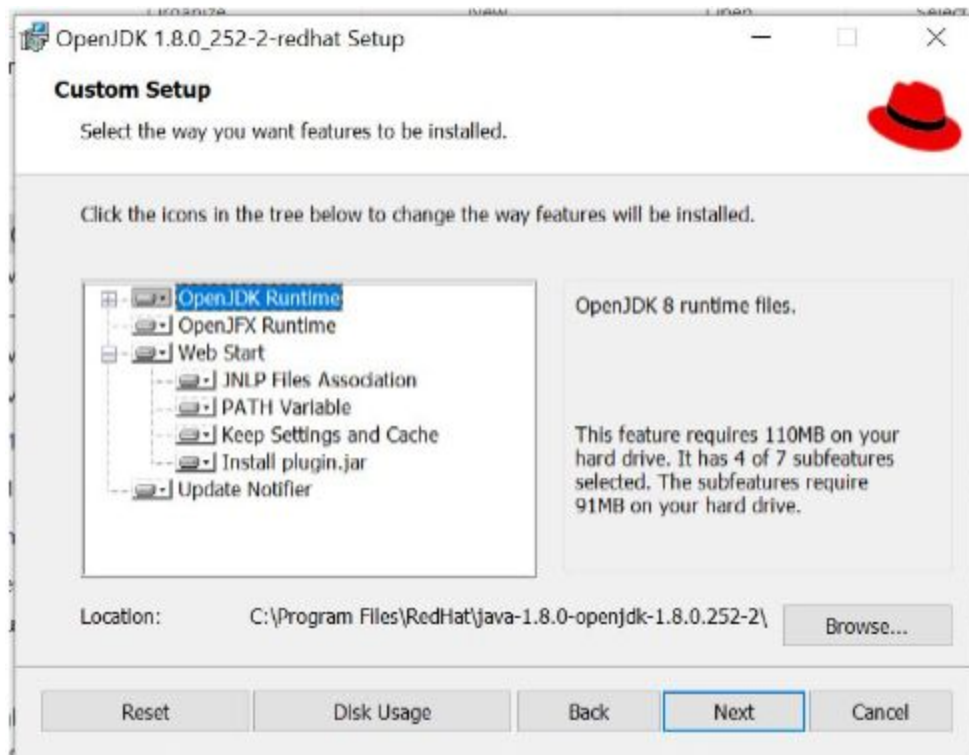 Organize New Open Select
OpenJDK 1.8.0_252-2-redhat Setup
Custom Setup
Select the way you want features to be installed.
Click the icons in the tree below to change the way features will be installed.
OpenJDK Runtime
OpenJFX Runtime
Web Start
JNLP Files Association
PATH Variable
Keep Settings and Cache
Install plugin.jar
Update Notifier
OpenJDK 8 runtime files.
This feature requires 110MB on your
hard drive. It has 4 of 7 subfeatures
selected. The subfeatures require
91MB on your hard drive.
Location: C:\Program Files\RedHat\java-1.8.0-openjdk-1.8.0.252-2\ Browse...
Reset Disk Usage Back Next Cancel